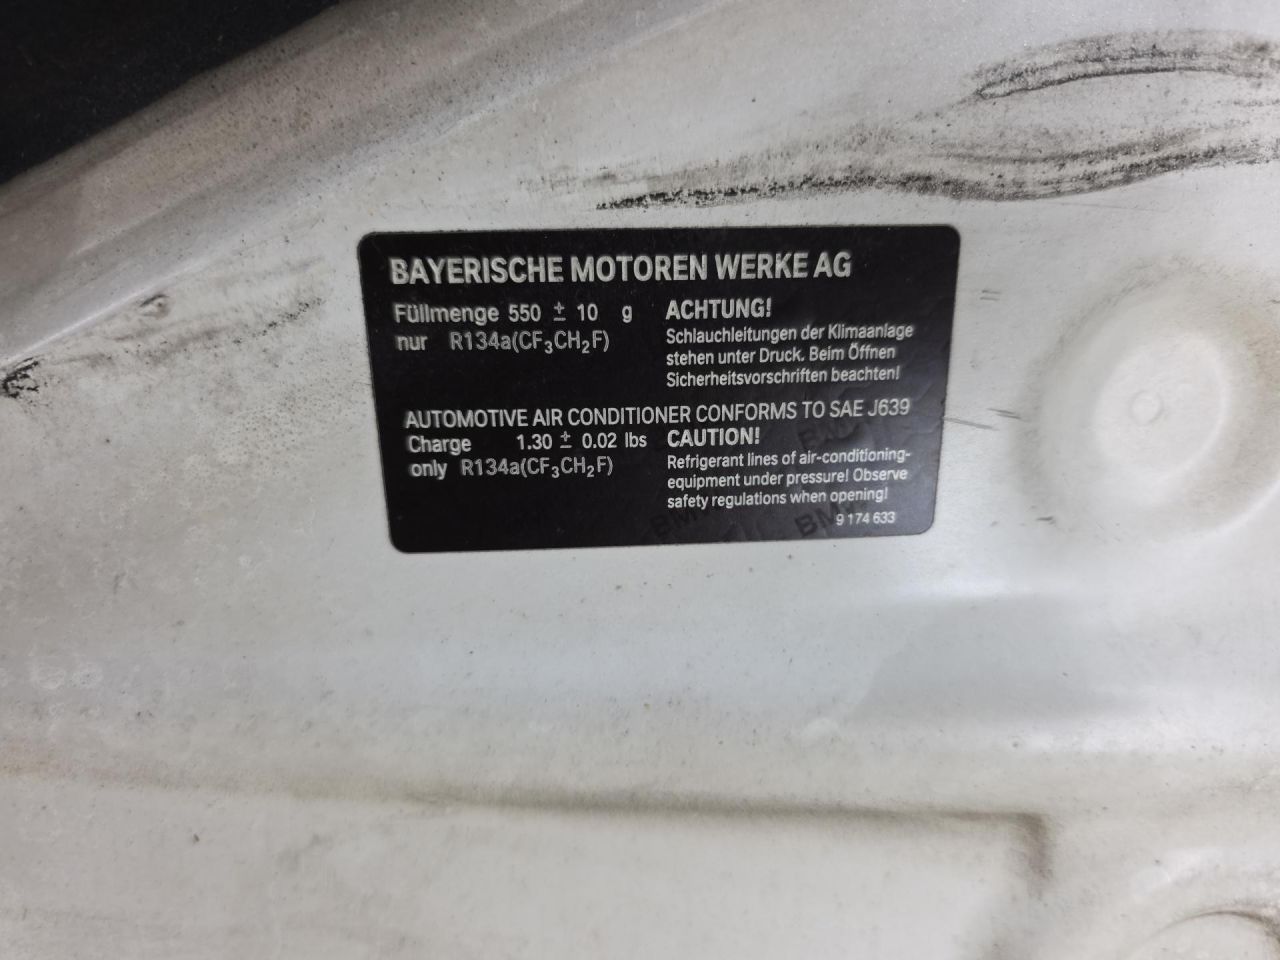 BAYERISCHE MOTOREN WERKE AG
Füllmenge 550 ± 10 g
nur R134a(CF₃CH₂F)
ACHTUNG!
Schlauchleitungen der Klimaanlage
stehen unter Druck. Beim Öffnen
Sicherheitsvorschriften beachten!
AUTOMOTIVE AIR CONDITIONER CONFORMS TO SAE J639
Charge 1.30 ± 0.02 lbs
only R134a(CF₃CH₂F)
CAUTION!
Refrigerant lines of air-conditioning-
equipment under pressure! Observe
safety regulations when opening!
9 174 633